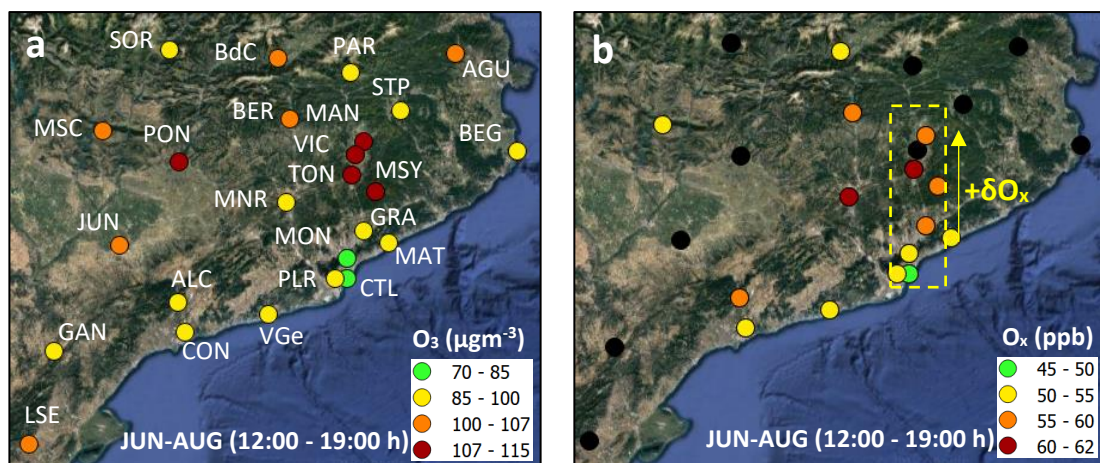 a
SOR
BdC
PAR
AGU
STP
BER
MAN
MSC
PON
VIC
BEG
TON
MSY
MNR
GRA
JUN
MON
MAT
ALC
PLR
CTL
GAN
CON
VGe
LSE
O₃ (µgm⁻³)
70 - 85
85 - 100
100 - 107
107 - 115
JUN-AUG (12:00 - 19:00 h)
b
+δOₓ
Oₓ (ppb)
45 - 50
50 - 55
55 - 60
60 - 62
JUN-AUG (12:00 - 19:00 h)